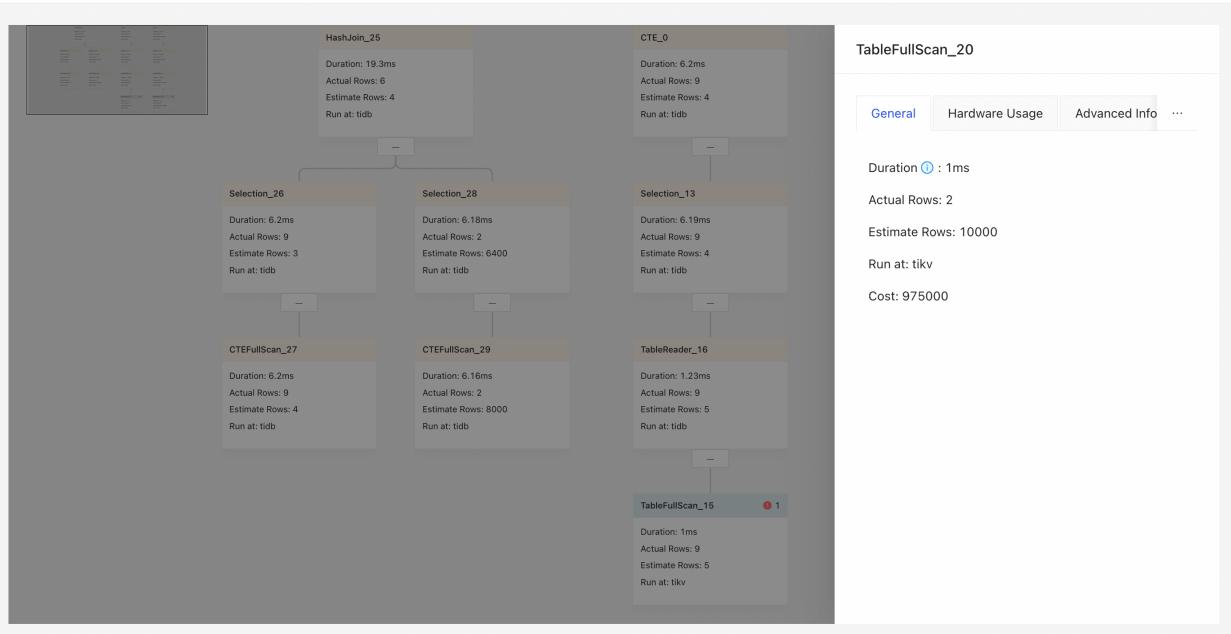 HashJoin_25
Duration: 19.3ms
Actual Rows: 6
Estimate Rows: 4
Run at: tidb
CTE_0
Duration: 6.2ms
Actual Rows: 9
Estimate Rows: 4
Run at: tidb
Selection_26
Duration: 6.2ms
Actual Rows: 9
Estimate Rows: 3
Run at: tidb
Selection_28
Duration: 6.18ms
Actual Rows: 2
Estimate Rows: 6400
Run at: tidb
Selection_13
Duration: 6.19ms
Actual Rows: 9
Estimate Rows: 4
Run at: tidb
CTEFullScan_27
Duration: 6.2ms
Actual Rows: 9
Estimate Rows: 4
Run at: tidb
CTEFullScan_29
Duration: 6.16ms
Actual Rows: 2
Estimate Rows: 8000
Run at: tidb
TableReader_16
Duration: 1.23ms
Actual Rows: 9
Estimate Rows: 5
Run at: tidb
TableFullScan_15 1
Duration: 1ms
Actual Rows: 9
Estimate Rows: 5
Run at: tikv
TableFullScan_20
General Hardware Usage Advanced Info ...
Duration : 1ms
Actual Rows: 2
Estimate Rows: 10000
Run at: tikv
Cost: 975000